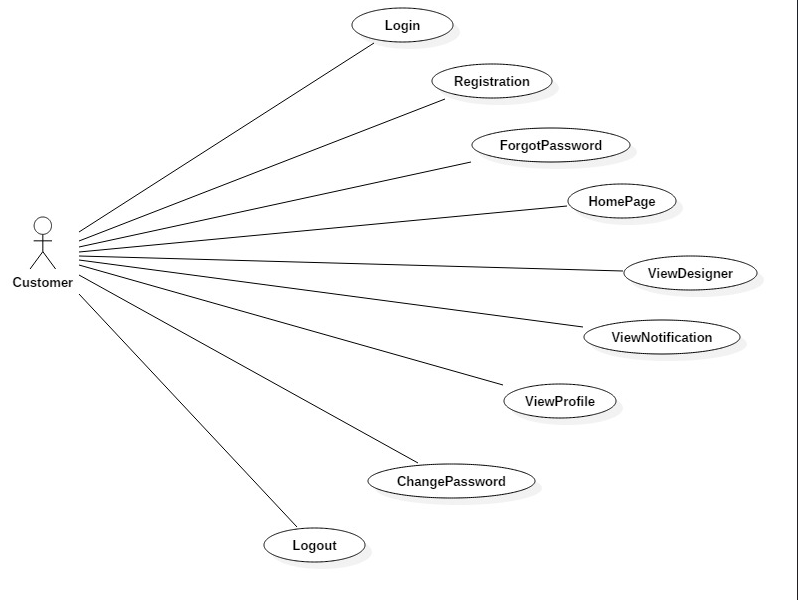 Login
Registration
ForgotPassword
HomePage
ViewDesigner
Customer
ViewNotification
ViewProfile
ChangePassword
Logout